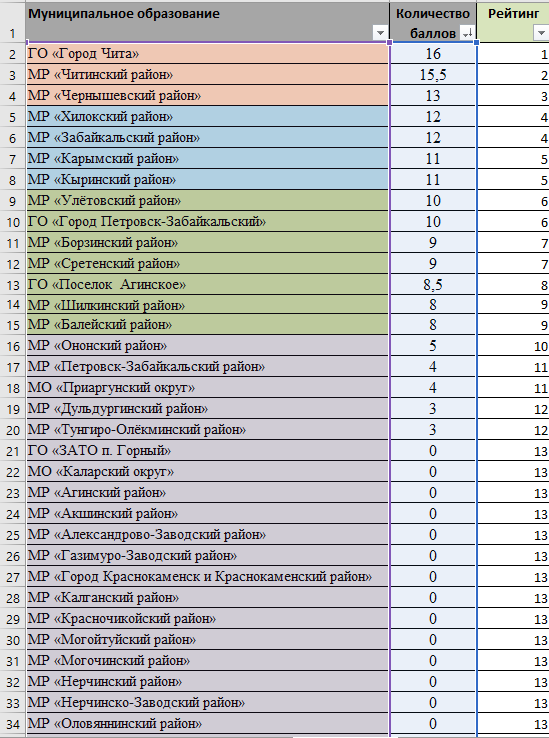 Муниципальное образование Количество Рейтинг
1 баллов
2 ГО «Город Чита» 16 1
3 МР «Читинский район» 15,5 2
4 МР «Чернышевский район» 13 3
5 МР «Хилокский район» 12 4
6 МР «Забайкальский район» 12 4
7 МР «Карымский район» 11 5
8 МР «Кыринский район» 11 5
9 МР «Улётовский район» 10 6
10 ГО «Город Петровск-Забайкальский» 10 6
11 МР «Борзинский район» 9 7
12 МР «Сретенский район» 9 7
13 ГО «Поселок Агинское» 8,5 8
14 МР «Шилкинский район» 8 9
15 МР «Балейский район» 8 9
16 МР «Ононский район» 5 10
17 МР «Петровск-Забайкальский район» 4 11
18 МО «Приаргунский округ» 4 11
19 МР «Дульдургинский район» 3 12
20 МР «Тунгиро-Олёкминский район» 3 12
21 ГО «ЗАТО п. Горный» 0 13
22 МО «Каларский округ» 0 13
23 МР «Агинский район» 0 13
24 МР «Акшинский район» 0 13
25 МР «Александрово-Заводский район» 0 13
26 МР «Газимуро-Заводский район» 0 13
27 МР «Город Краснокаменск и Краснокаменский район» 0 13
28 МР «Калганский район» 0 13
29 МР «Красночикойский район» 0 13
30 МР «Могойтуйский район» 0 13
31 МР «Могочинский район» 0 13
32 МР «Нерчинский район» 0 13
33 МР «Нерчинско-Заводский район» 0 13
34 МР «Оловяннинский район» 0 13